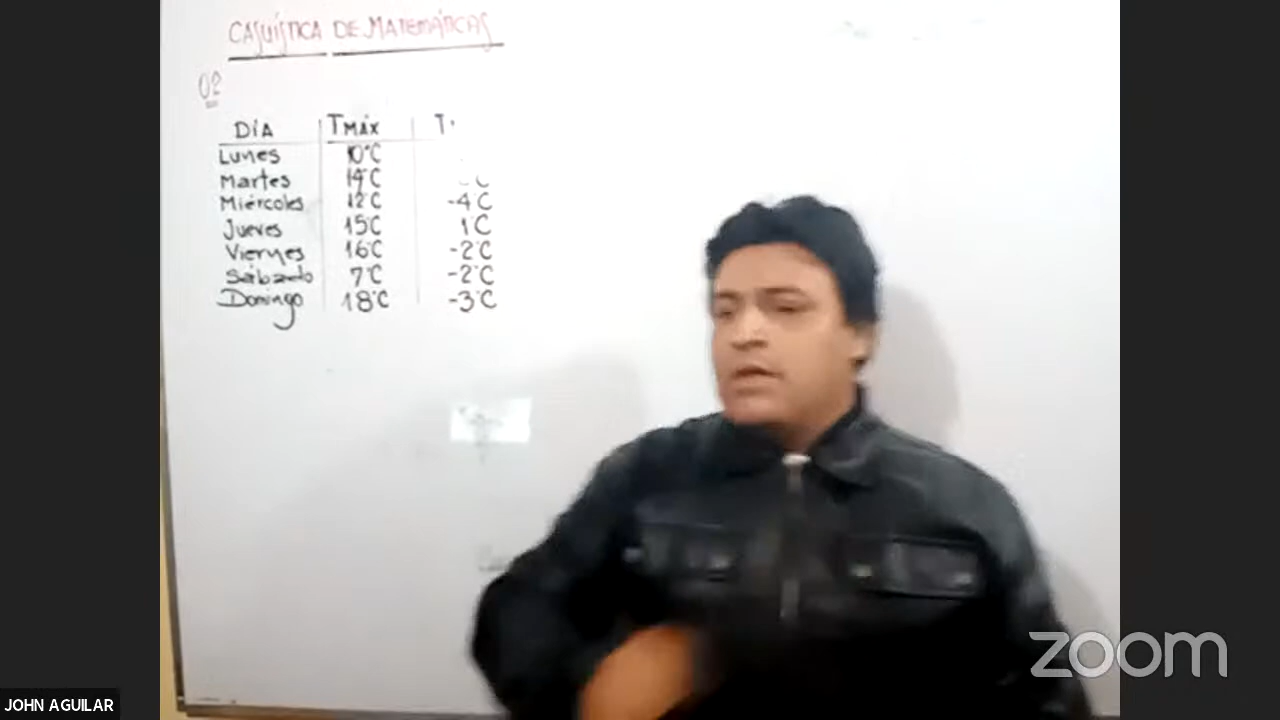 CASUÍSTICA DE MATEMÁTICAS
02
DÍA TMÁX T
Lunes 10°C
Martes 14°C
Miércoles 12°C -4°C
Jueves 15°C 1°C
Viernes 16°C -2°C
Sábado 7°C -2°C
Domingo 18°C -3°C
zoom
JOHN AGUILAR